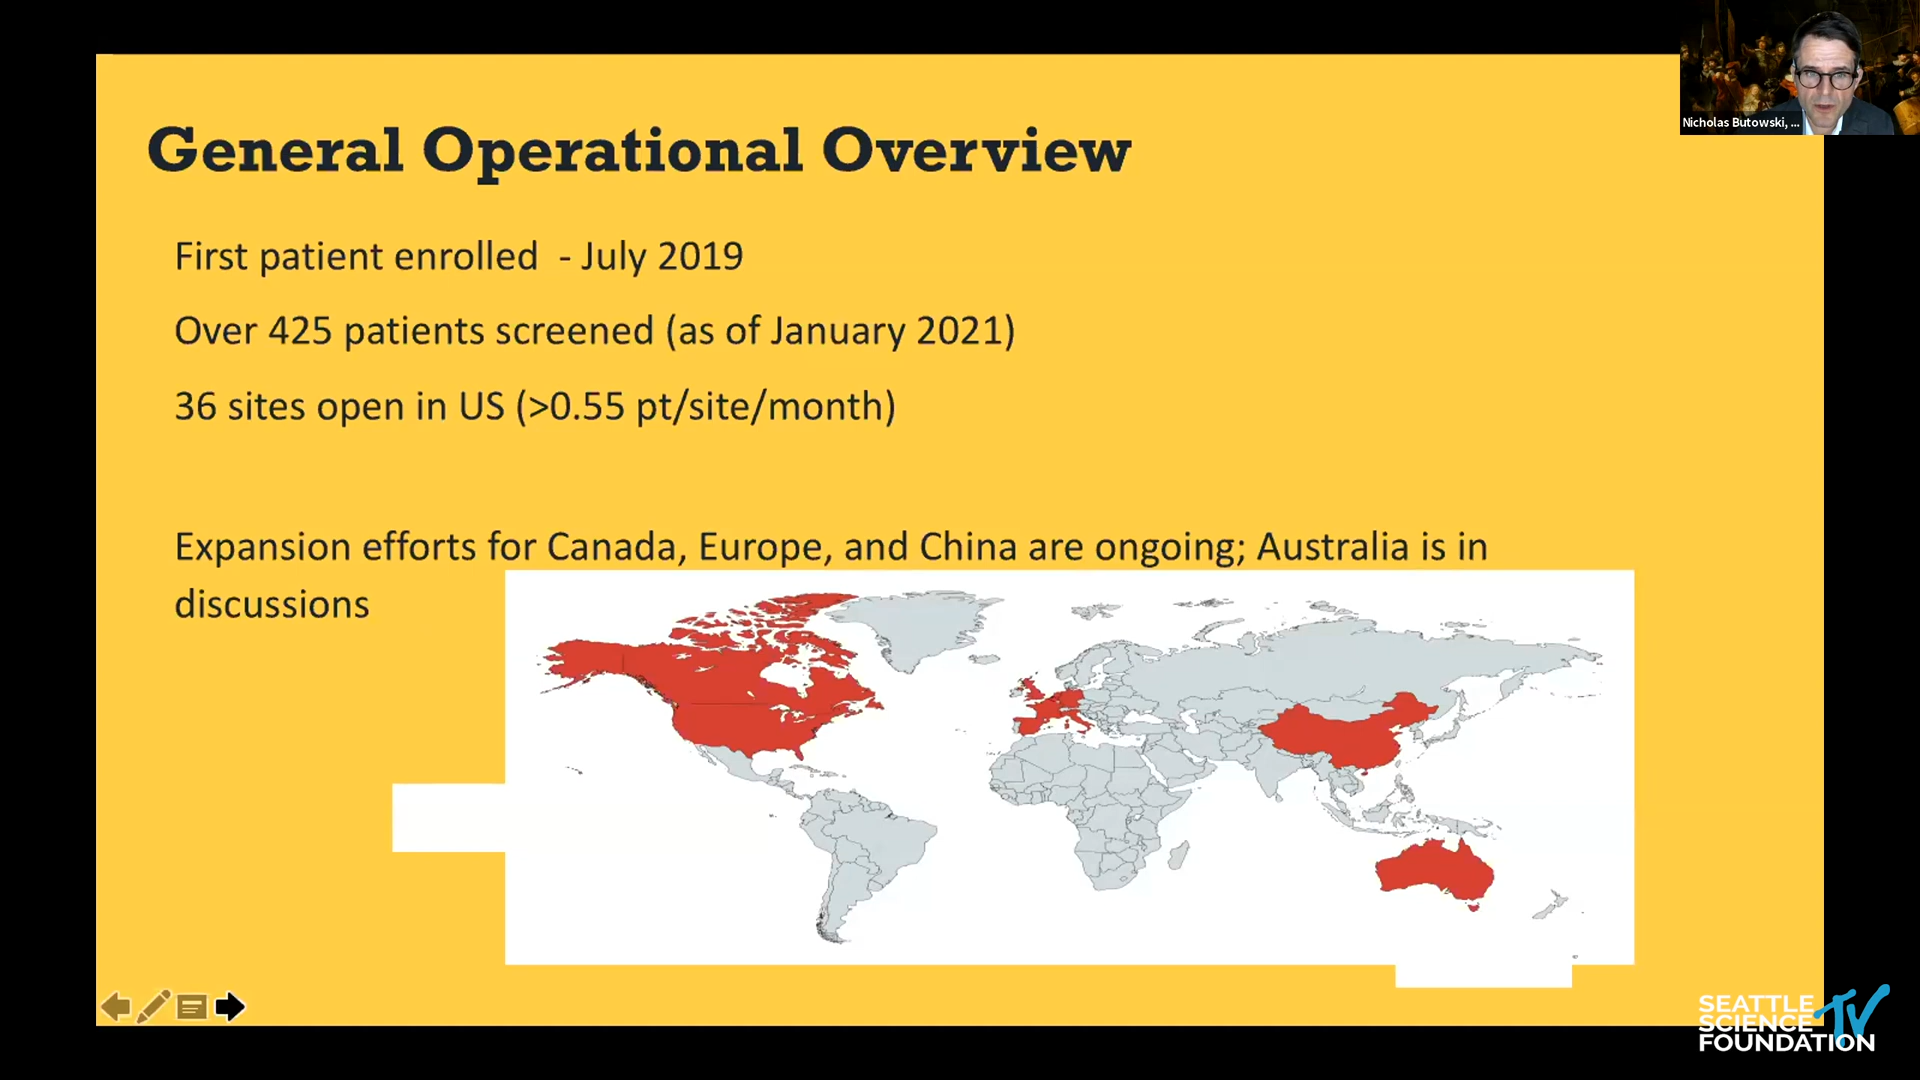 Nicholas Butowski, ...
General Operational Overview
First patient enrolled  - July 2019
Over 425 patients screened (as of January 2021)
36 sites open in US (>0.55 pt/site/month)
Expansion efforts for Canada, Europe, and China are ongoing; Australia is in
discussions
SEATTLE
SCIENCE
FOUNDATION
TV